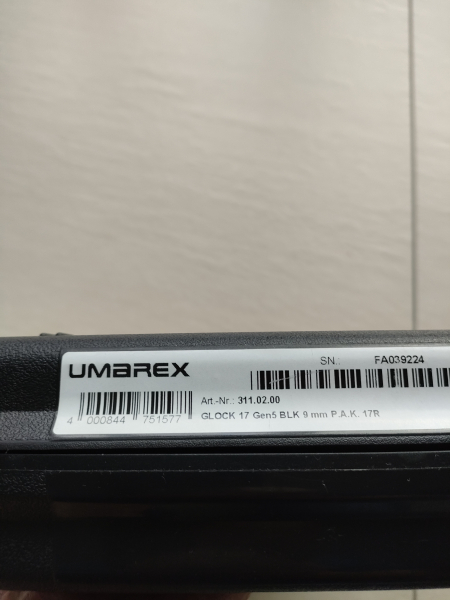 UMAREX
SN.: FA039224
4 000844 751577
Art.-Nr.: 311.02.00
GLOCK 17 Gen5 BLK 9 mm P.A.K. 17R